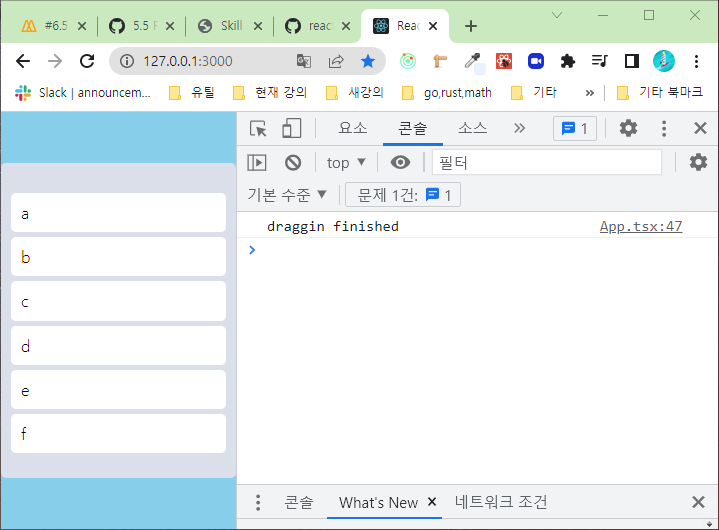 #6.5
5.5 F
Skill
reac
Reac
127.0.0.1:3000
Slack | announcem...
유틸
현재 강의
새강의
go,rust,math
기타
»
기타 북마크
요소
콘솔
소스
»
1
top
필터
기본 수준
문제 1건:
1
draggin finished
App.tsx:47
a
b
c
d
e
f
콘솔
What's New
네트워크 조건